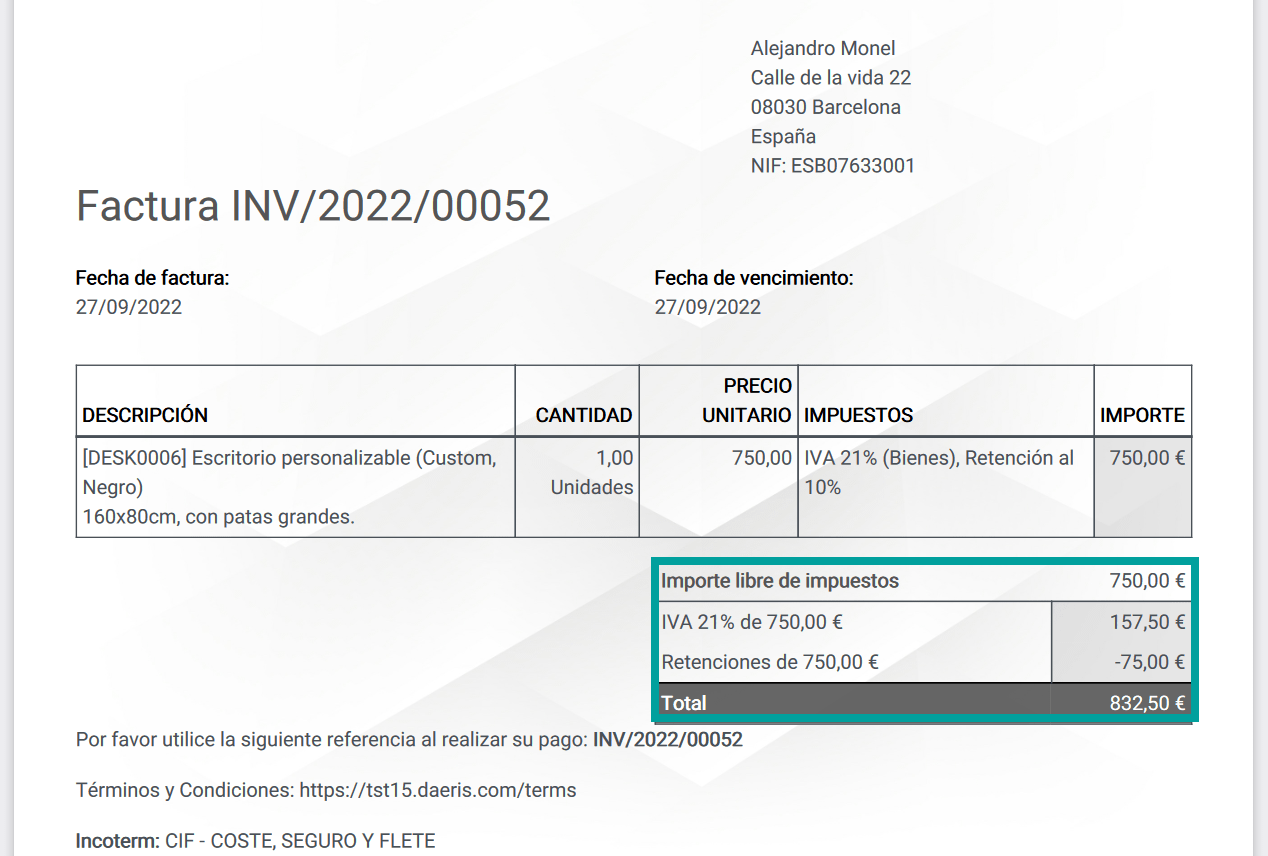 Alejandro Monel
Calle de la vida 22
08030 Barcelona
España
NIF: ESB07633001
Factura INV/2022/00052
Fecha de factura: Fecha de vencimiento:
27/09/2022 27/09/2022
PRECIO
DESCRIPCIÓN CANTIDAD UNITARIO IMPUESTOS IMPORTE
[DESK0006] Escritorio personalizable (Custom, 1,00 750,00 IVA 21% (Bienes), Retención al 750,00 €
Negro) Unidades 10%
160x80cm, con patas grandes.
Importe libre de impuestos 750,00 €
IVA 21% de 750,00 € 157,50 €
Retenciones de 750,00 € -75,00 €
Total 832,50 €
Por favor utilice la siguiente referencia al realizar su pago: INV/2022/00052
Términos y Condiciones: https://tst15.daeris.com/terms
Incoterm: CIF - COSTE, SEGURO Y FLETE